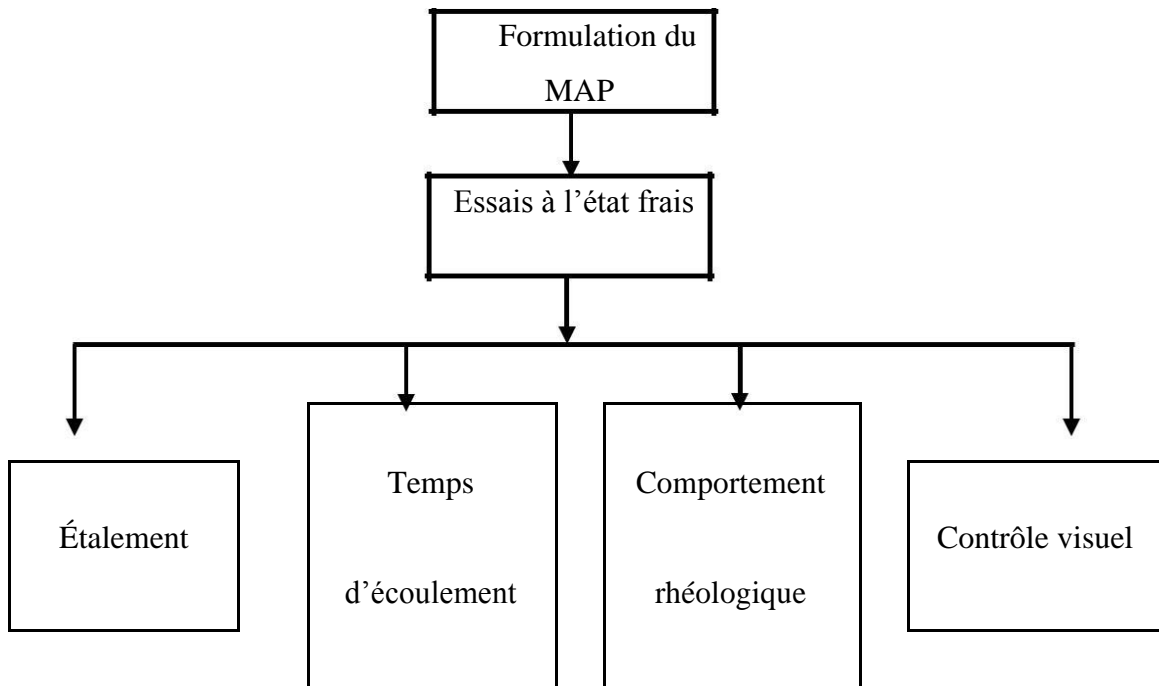 Formulation du
MAP
Essais à l’état frais
Étalement
Temps
d’écoulement
Comportement
rhéologique
Contrôle visuel